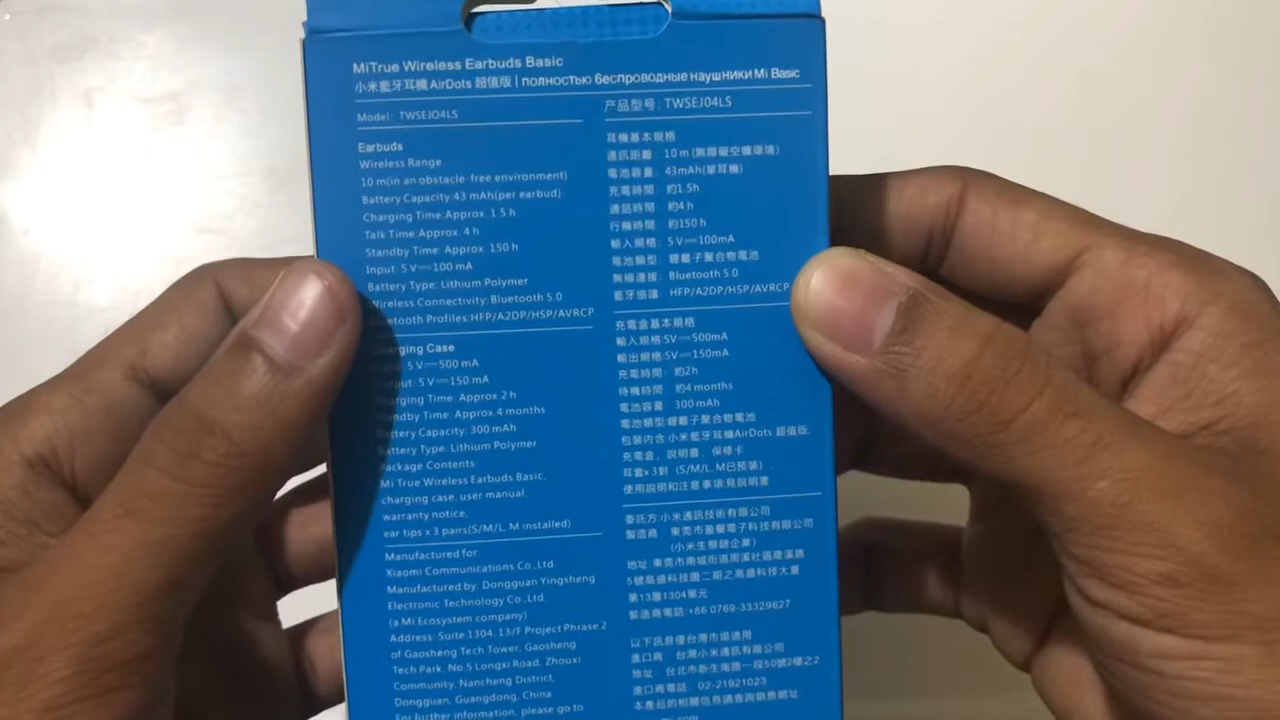 MiTrue Wireless Earbuds Basic
小米藍牙耳機 AirDots 超值版 | полностью беспроводные наушники Mi Basic
Model: TWSEJO4LS
Earbuds
Wireless Range
10 m(in an obstacle-free environment)
Battery Capacity:43 mAh(per earbud)
Charging Time:Approx. 1.5 h
Talk Time:Approx. 4 h
Standby Time: Approx. 150 h
Input: 5 V⎓100 mA
Battery Type: Lithium Polymer
Wireless Connectivity: Bluetooth 5.0
Bluetooth Profiles:HFP/A2DP/HSP/AVRCP
Charging Case
5 V⎓500 mA
Output: 5 V⎓150 mA
Charging Time: Approx. 2 h
Standby Time: Approx. 4 months
Battery Capacity: 300 mAh
Battery Type. Lithium Polymer
Package Contents:
Mi True Wireless Earbuds Basic,
charging case, user manual,
warranty notice,
ear tips x 3 pairs(S/M/L, M installed)
Manufactured for:
Xiaomi Communications Co.,Ltd.
Manufactured by: Dongguan Yingsheng
Electronic Technology Co.,Ltd.
(a Mi Ecosystem company)
Address: Suite 1304, 13/F Project Phrase 2
of Gaosheng Tech Tower, Gaosheng
Tech Park, No.5 Longxi Road, Zhouxi
Community, Nancheng District,
Dongguan, Guangdong, China
For further information, please go to
产品型号: TWSEJ04LS
耳機基本規格
通訊距離: 10 m (無障礙空曠環境)
電池容量: 43mAh(單耳機)
充電時間: 約1.5h
通話時間: 約4 h
行機時間: 約150 h
輸入規格: 5 V⎓100mA
電池類型: 鋰離子聚合物電池
無線連接: Bluetooth 5.0
藍牙協議: HFP/A2DP/HSP/AVRCP
充電盒基本規格
輸入規格:5V⎓500mA
輸出規格:5V⎓150mA
充電時間: 約2h
待機時間: 約4 months
電池容量: 300 mAh
電池類型:鋰離子聚合物電池
包裝內含:小米藍牙耳機AirDots 超值版,
充電盒、說明書、保修卡
耳套x 3對 (S/M/L, M已預裝) ,
使用說明和注意事項見說明書
委託方:小米通訊技術有限公司
製造商 東莞市盈聲電子科技有限公司
(小米生態鏈企業)
地址 東莞市南城街道周溪社區隆溪路
5號高盛科技園二期之高盛科技大厦
第13層1304單元
製造商電話:+86 0769-33329627
以下訊息僅台灣市場適用
進口商 台灣小米通訊有限公司
地址: 台北市新生南路一段50號2樓之2
進口商電話: 02-21921023
本產品的相關信息請查詢銷售網址